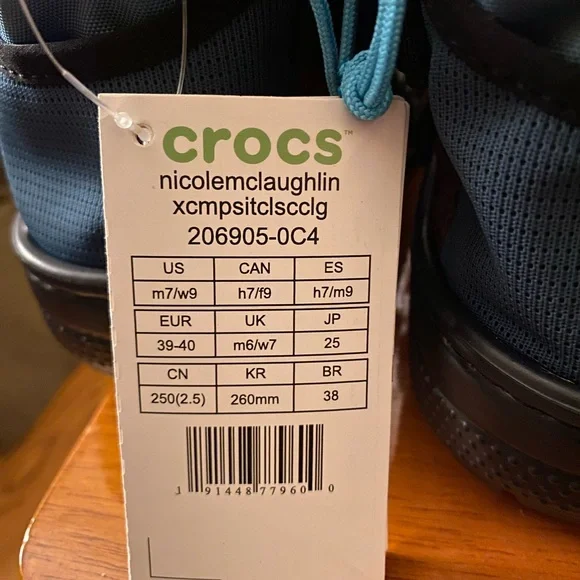 crocs™
nicolemclaughlin
xcmpsitclscclg
206905-0C4
US CAN ES
m7/w9 h7/f9 h7/m9
EUR UK JP
39-40 m6/w7 25
CN KR BR
250(2.5) 260mm 38
1 91448 77960 0